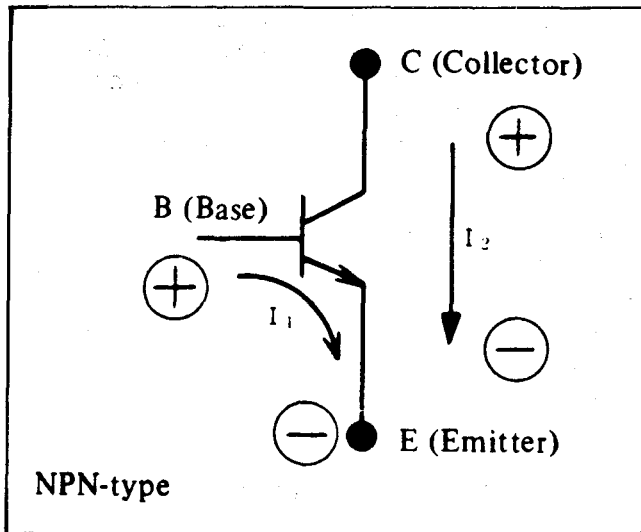 C (Collector)
+
B (Base)
I₂
+
I₁
−
−
E (Emitter)
NPN-type